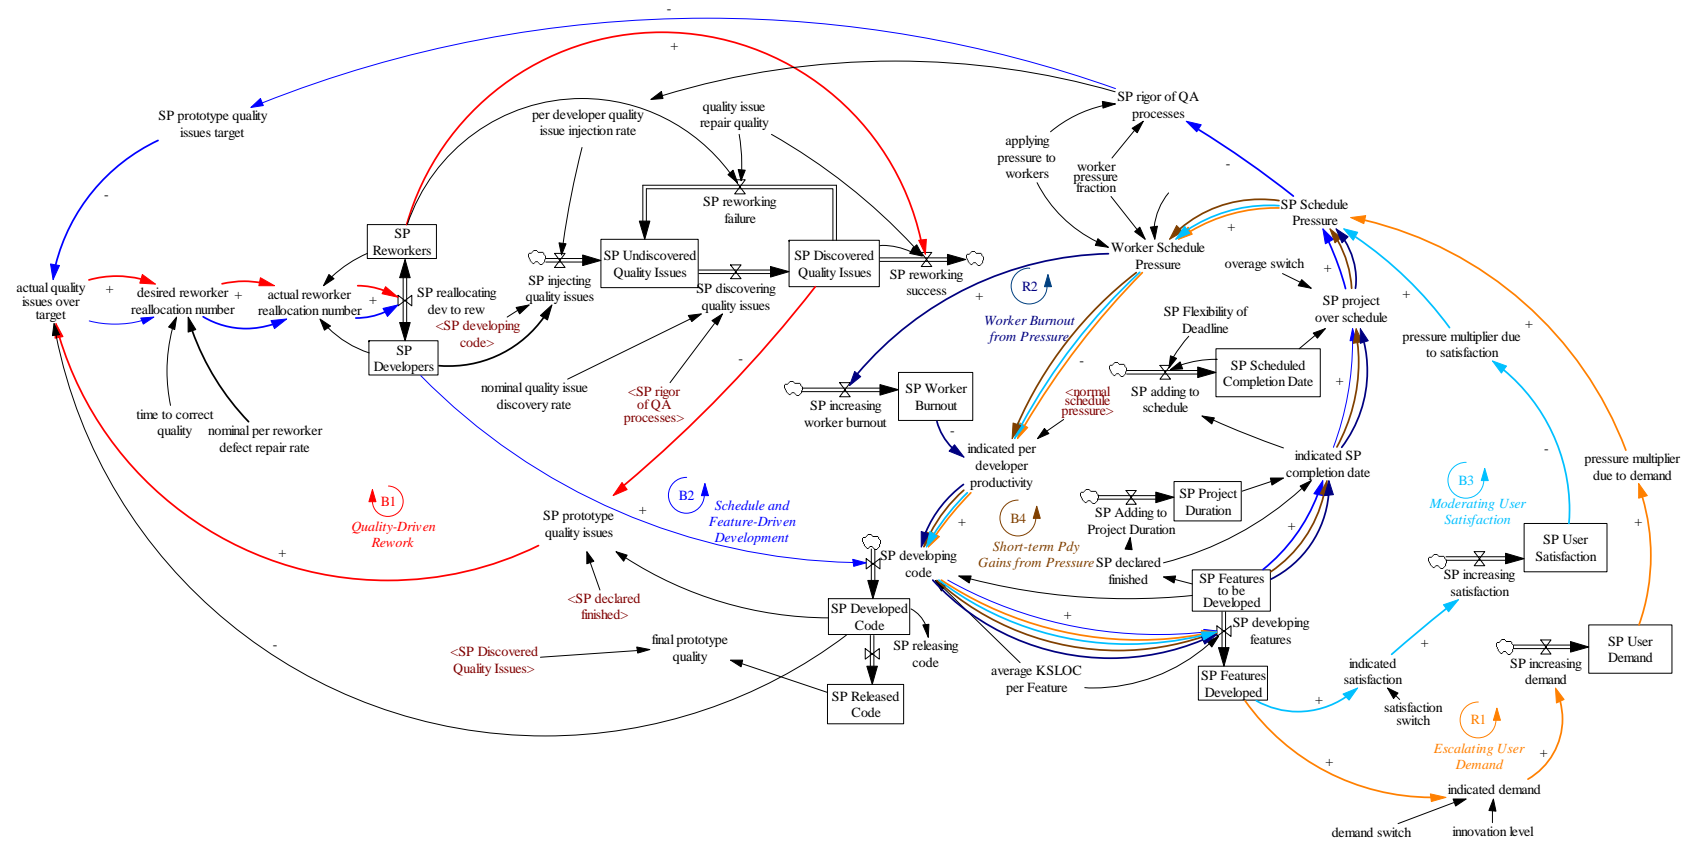 -
+
SP rigor of QA
processes
SP prototype quality
issues target
per developer quality
issue injection rate
quality issue
repair quality
applying
pressure to
workers
worker
pressure
fraction
-
-
SP
Reworkers
SP reworking
failure
SP Schedule
Pressure
+
SP Undiscovered
Quality Issues
SP Discovered
Quality Issues
SP injecting
quality issues
SP discovering
quality issues
SP reworking
success
Worker Schedule
Pressure
overage switch
+
actual quality
issues over
target
+
desired reworker
reallocation number
+
actual reworker
reallocation number
+
SP reallocating
dev to rew
<SP developing
code>
SP
Developers
R2
Worker Burnout
from Pressure
+
SP project
over schedule
+
+
SP Flexibility of
Deadline
SP Scheduled
Completion Date
SP adding to
schedule
pressure multiplier due
to satisfaction
-
-
+
nominal quality issue
discovery rate
<SP rigor
of QA
processes>
SP increasing
worker burnout
SP Worker
Burnout
<normal
schedule
pressure>
time to correct
quality
nominal per reworker
defect repair rate
-
indicated per
developer
productivity
indicated SP
completion date
-
pressure multiplier
due to demand
B1
Quality-Driven
Rework
B2
Schedule and
Feature-Driven
Development
B3
Moderating User
Satisfaction
B4
Short-term Pdy
Gains from Pressure
SP Project
Duration
SP Adding to
Project Duration
+
+
+
+
SP prototype
quality issues
+
SP developing
code
SP declared
finished
SP User
Satisfaction
SP increasing
satisfaction
SP Features
to be
Developed
<SP declared
finished>
SP Developed
Code
+
SP developing
features
SP releasing
code
-
final prototype
quality
<SP Discovered
Quality Issues>
average KSLOC
per Feature
SP Features
Developed
+
SP User
Demand
SP increasing
demand
indicated
satisfaction
+
satisfaction
switch
SP Released
Code
R1
Escalating User
Demand
+
+
indicated demand
demand switch
innovation level